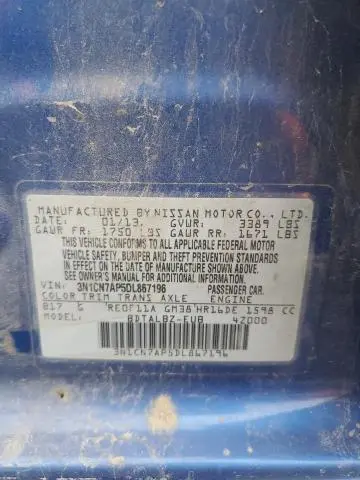 MANUFACTURED BY NISSAN MOTOR CO., LTD.
DATE: 01/13, GVUR: 3389 LBS
GAUR FR: 1750 LBS GAUR RR: 1671 LBS
THIS VEHICLE CONFORMS TO ALL APPLICABLE FEDERAL MOTOR
VEHICLE SAFETY, BUMPER AND THEFT PREVENTION STANDARDS
IN EFFECT ON THE DATE OF MANUFACTURE SHOWN ABOVE.
SEE OWNER'S MANUAL FOR ADDITIONAL INFORMATION.
VIN: 3N1CN7AP5DL867196 PASSENGER CAR.
COLOR TRIM TRANS AXLE ENGINE
B17 G RE0F11A GM38 HR16DE 1598 CC
MODEL: BDTALBZ-EUB 42000
3N1CN7AP5DL867196